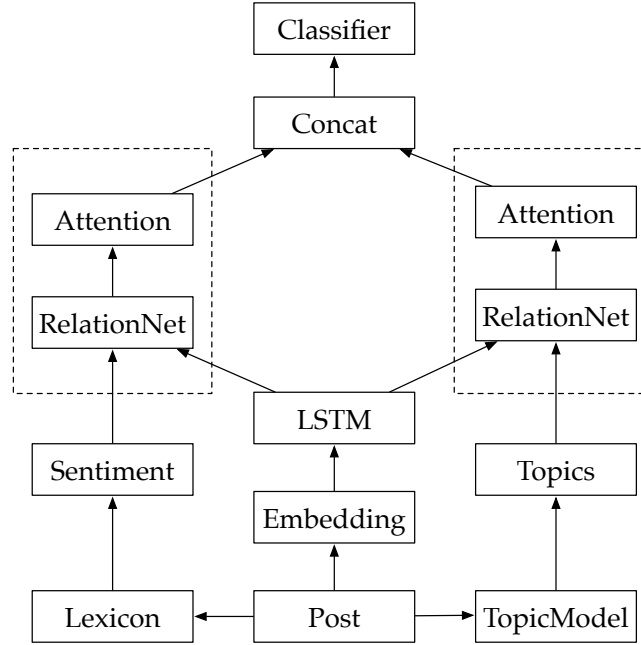 Classifier
Concat
Attention
Attention
RelationNet
RelationNet
LSTM
Sentiment
Topics
Embedding
Lexicon
Post
TopicModel